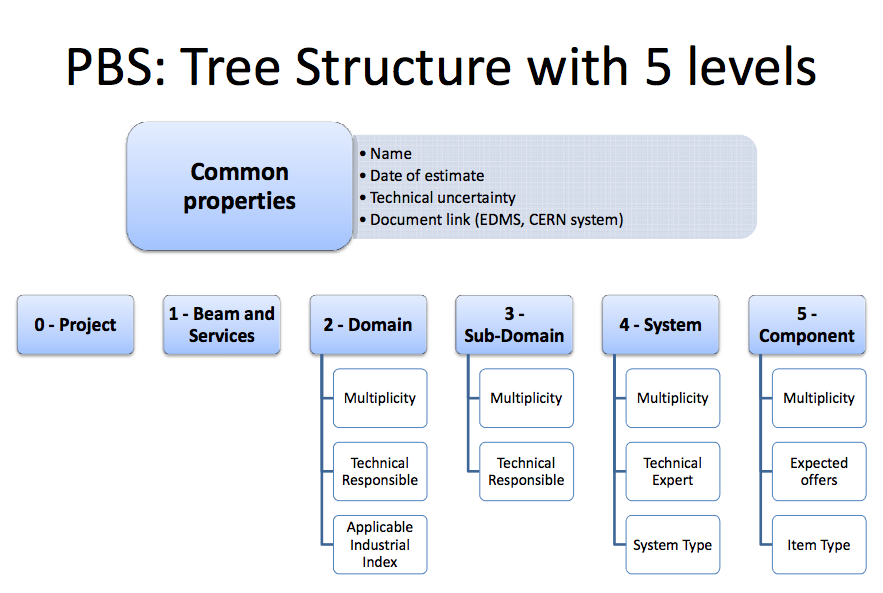 PBS: Tree Structure with 5 levels
Common
properties
• Name
• Date of estimate
• Technical uncertainty
• Document link (EDMS, CERN system)
0 - Project
1 - Beam and
Services
2 - Domain
3 -
Sub-Domain
4 - System
5 -
Component
Multiplicity
Technical
Responsible
Applicable
Industrial
Index
Multiplicity
Technical
Responsible
Multiplicity
Technical
Expert
System Type
Multiplicity
Expected
offers
Item Type